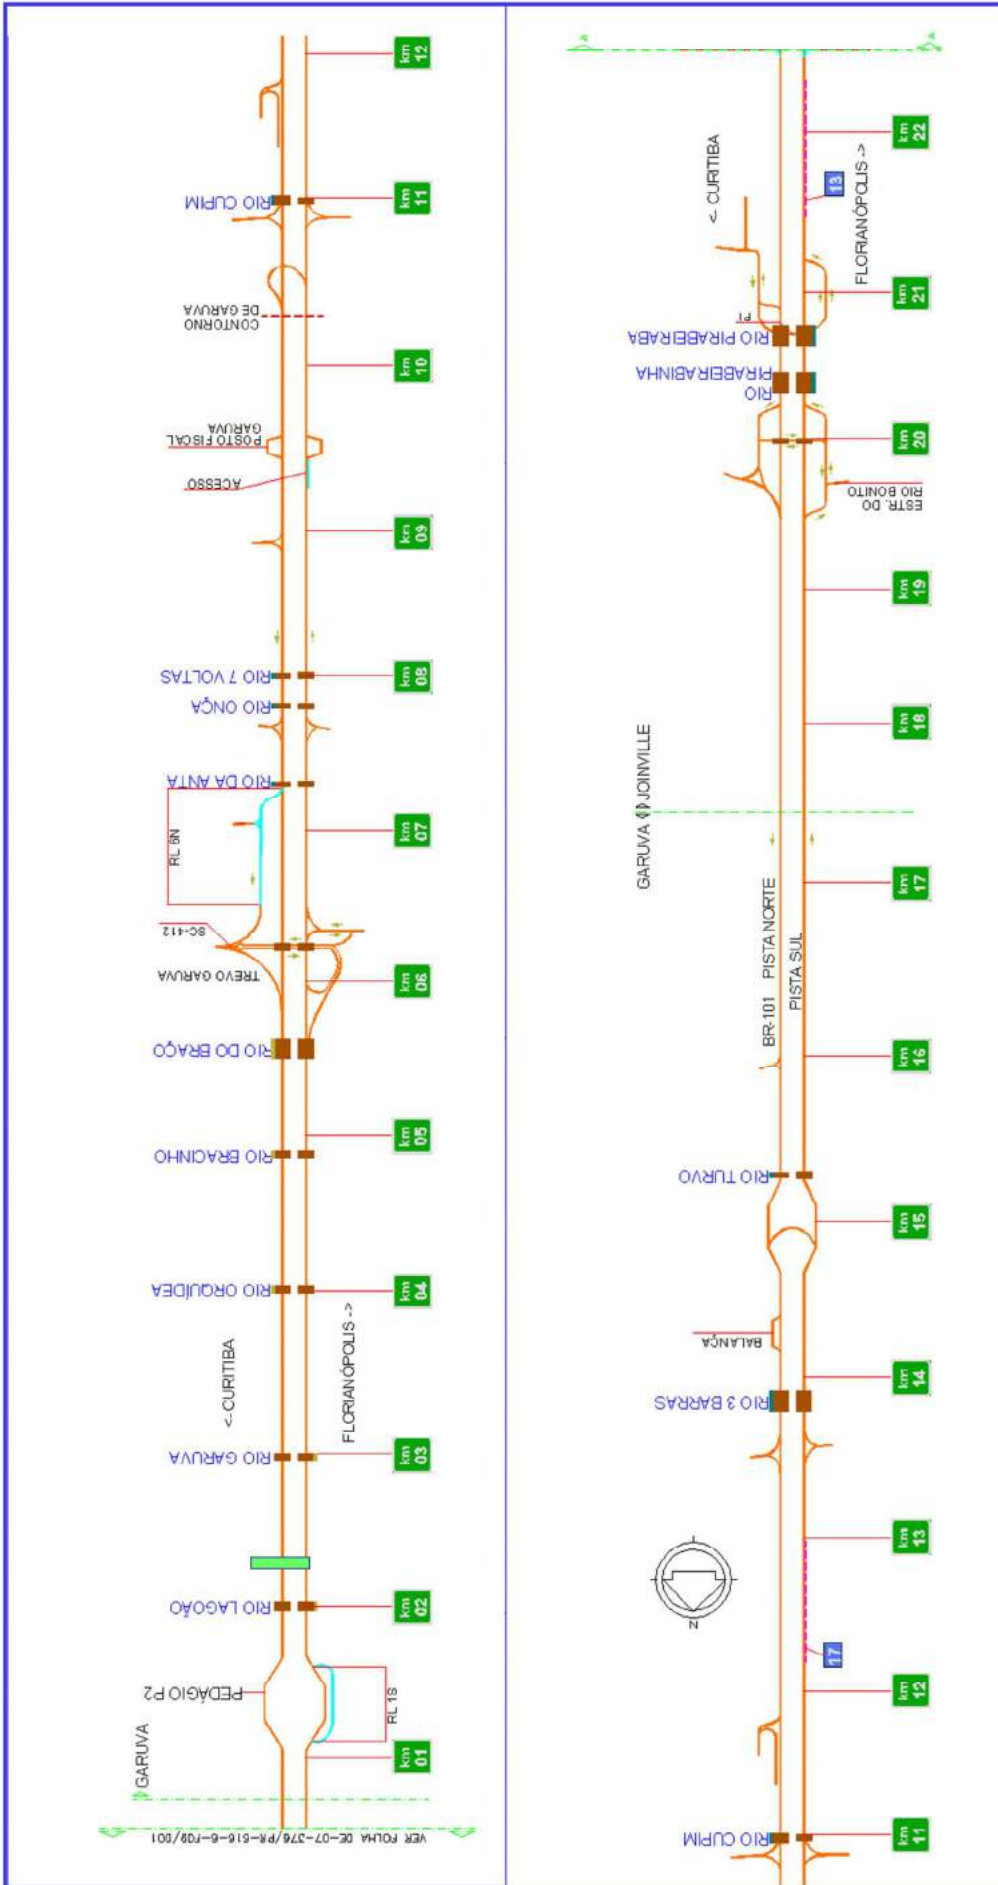 VER FOLHA DE-07-376/PR-616-6-F09/001
GARUVA
km 01
RL 1S
PEDÁGIO P2
RIO LAGOÃO
km 02
RIO GARUVA
km 03
<- CURITIBA
FLORIANÓPOLIS ->
RIO ORQUÍDEA
km 04
RIO BRACINHO
km 05
RIO DO BRAÇO
TREVO GARUVA
km 06
SC-412
RL 6N
km 07
RIO DA ANTA
RIO ONÇA
RIO 7 VOLTAS
km 08
km 09
ACESSO
POSTO FISCAL
GARUVA
km 10
CONTORNO
DE GARUVA
RIO CUPIM
km 11
km 12
RIO CUPIM
km 11
km 12
17
N
km 13
RIO 3 BARRAS
km 14
BALANÇA
km 15
RIO TURVO
km 16
BR-101 PISTA NORTE
PISTA SUL
km 17
GARUVA JOINVILLE
km 18
km 19
ESTR. DO
RIO BONITO
km 20
RIO
PIRABEIRABINHA
RIO PIRABEIRABA
PI
km 21
<- CURITIBA
FLORIANÓPOLIS ->
13
km 22
A
A